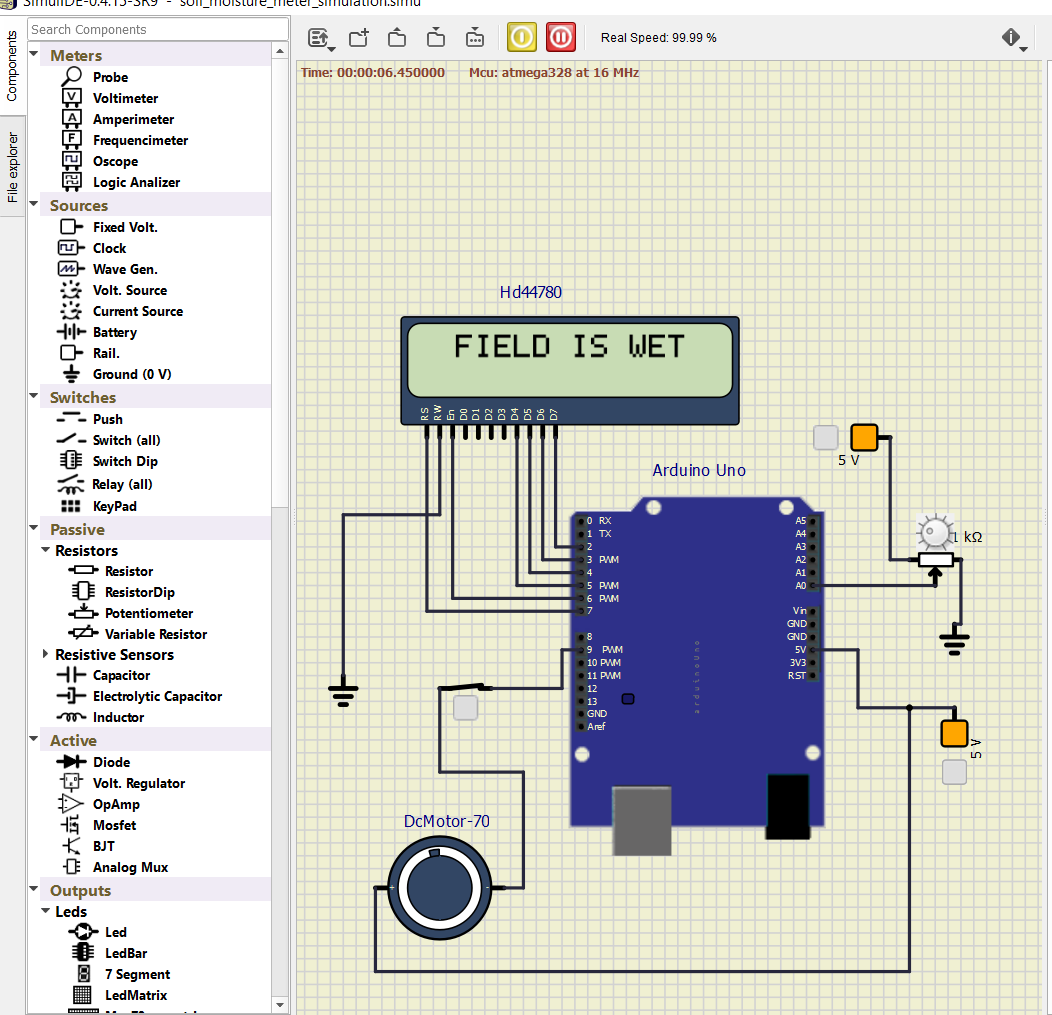 SimulIDE-0.4.15-SR9 - soil_moisture_meter_simulation.simu
Components
File explorer
Search Components
Meters
Probe
Voltimeter
Amperimeter
Frequencimeter
Oscope
Logic Analizer
Sources
Fixed Volt.
Clock
Wave Gen.
Volt. Source
Current Source
Battery
Rail.
Ground (0 V)
Switches
Push
Switch (all)
Switch Dip
Relay (all)
KeyPad
Passive
Resistors
Resistor
ResistorDip
Potentiometer
Variable Resistor
Resistive Sensors
Capacitor
Electrolytic Capacitor
Inductor
Active
Diode
Volt. Regulator
OpAmp
Mosfet
BJT
Analog Mux
Outputs
Leds
Led
LedBar
7 Segment
LedMatrix
Real Speed: 99.99 %
Time: 00:00:06.450000 Mcu: atmega328 at 16 MHz
Hd44780
FIELD IS WET
RS RW En D0 D1 D2 D3 D4 D5 D6 D7
5 V
Arduino Uno
0 RX
1 TX
2
3 PWM
4
5 PWM
6 PWM
7
8
9 PWM
10 PWM
11 PWM
12
13
GND
Aref
A5
A4
A3
A2
A1
A0
Vin
GND
GND
5V
3V3
RST
arduinoUno
1 kΩ
5 V
DcMotor-70
+ -